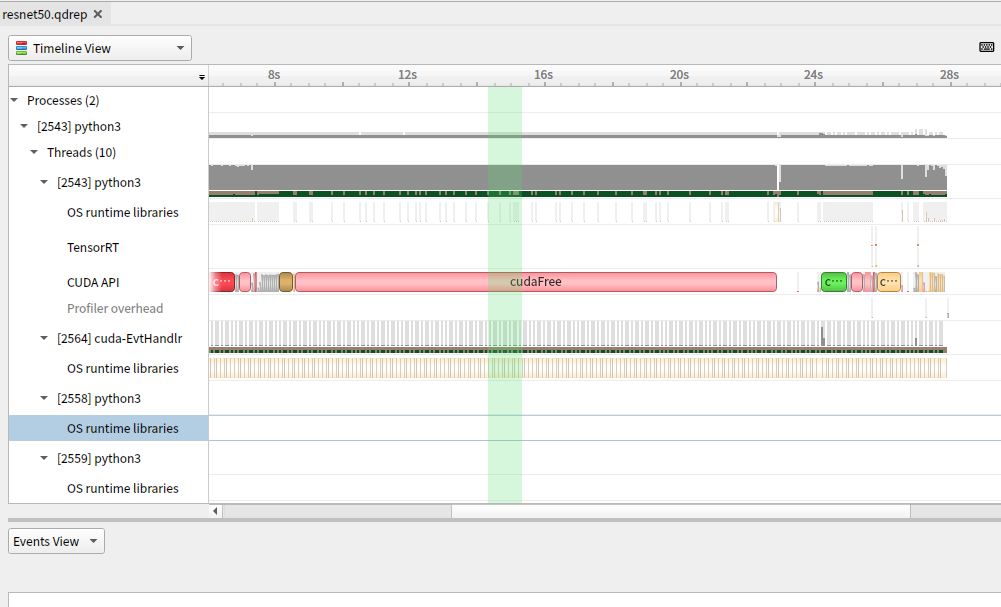 resnet50.qdrep
Timeline View
8s 12s 16s 20s 24s 28s
Processes (2)
[2543] python3
Threads (10)
[2543] python3
OS runtime libraries
TensorRT
CUDA API
c... cudaFree c... c...
Profiler overhead
[2564] cuda-EvtHandlr
OS runtime libraries
[2558] python3
OS runtime libraries
[2559] python3
OS runtime libraries
Events View